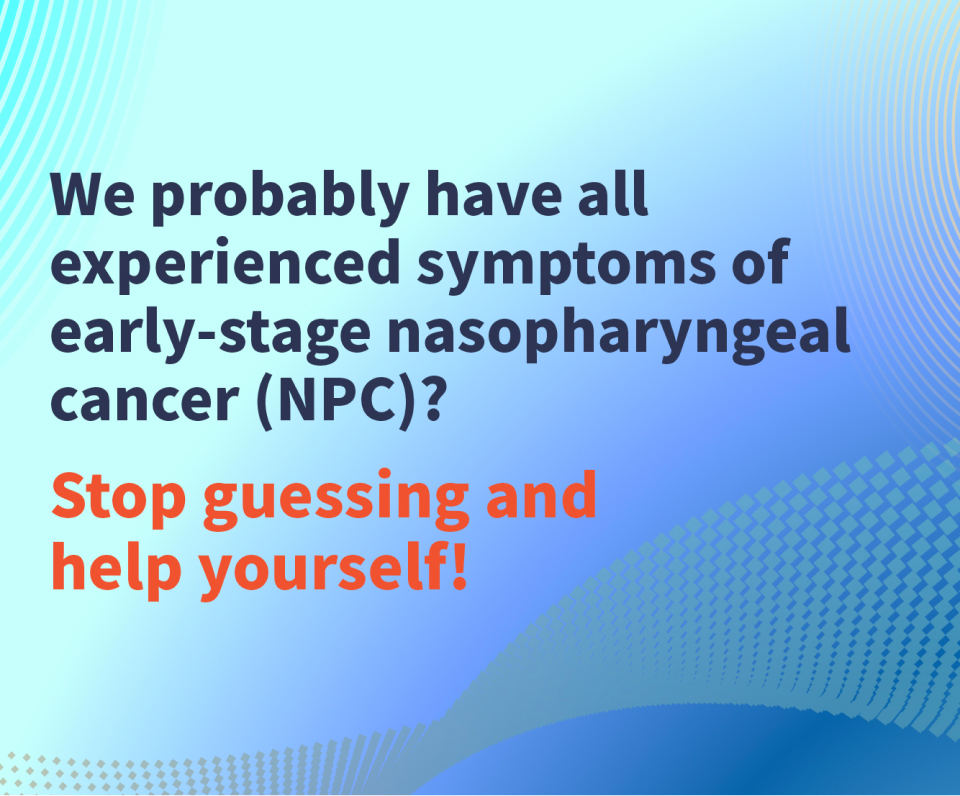 We probably have all
experienced symptoms of
early-stage nasopharyngeal
cancer (NPC)?
Stop guessing and
help yourself!